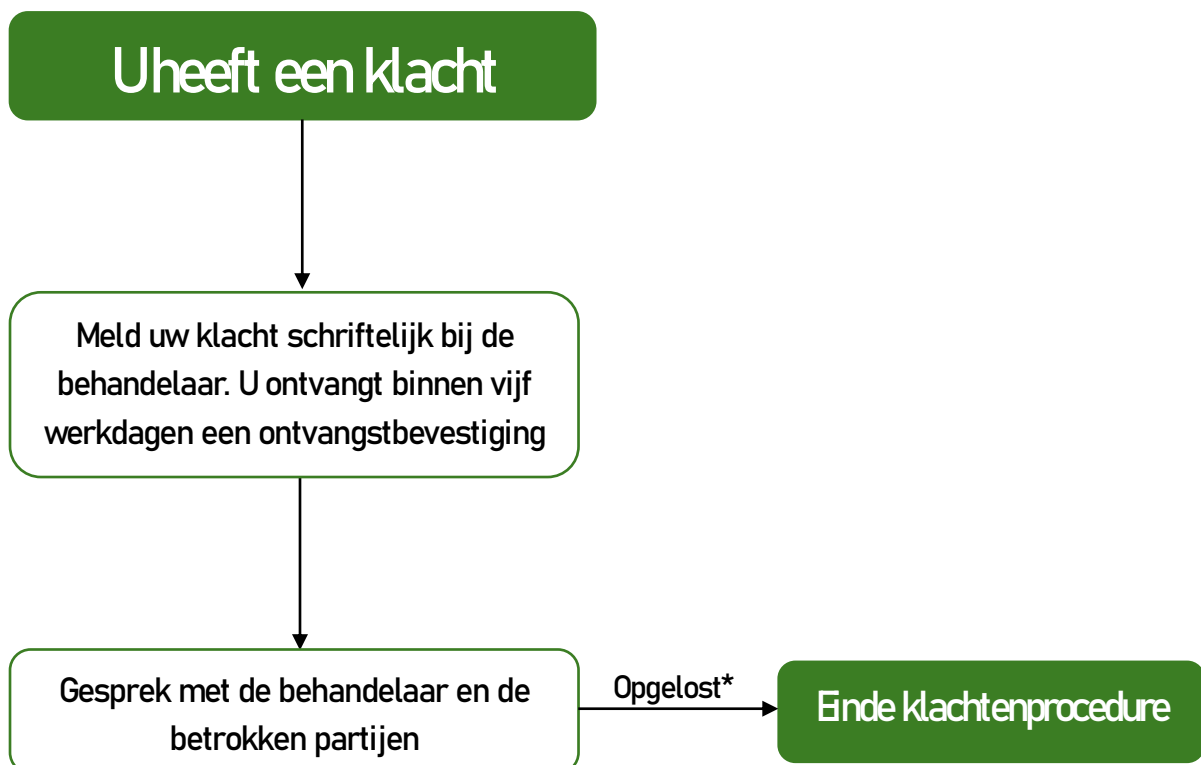 U heeft een klacht
Meld uw klacht schriftelijk bij de
behandelaar. U ontvangt binnen vijf
werkdagen een ontvangstbevestiging
Gesprek met de behandelaar en de
betrokken partijen
Opgelost*
Einde klachtenprocedure